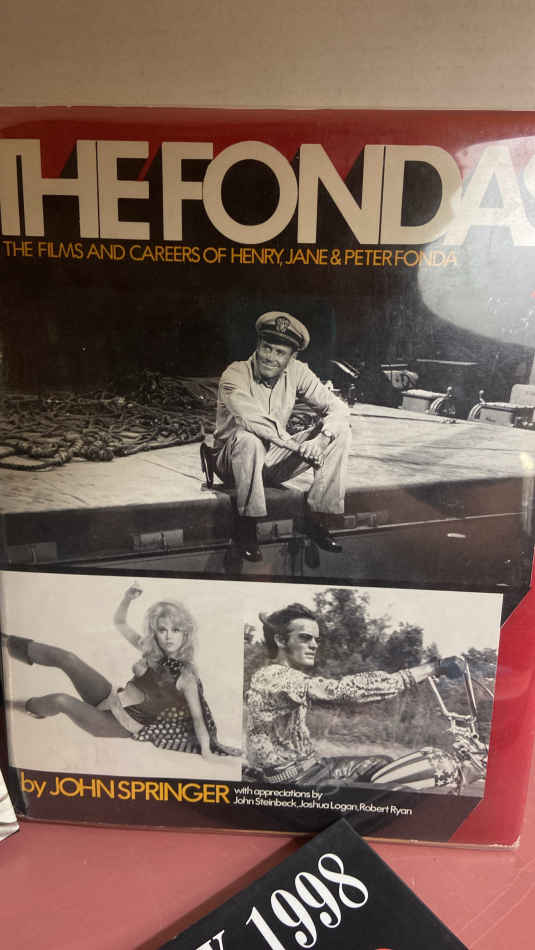 THE FONDAS
THE FILMS AND CAREERS OF HENRY, JANE & PETER FONDA
by JOHN SPRINGER
with appreciations by
John Steinbeck, Joshua Logan, Robert Ryan
1998